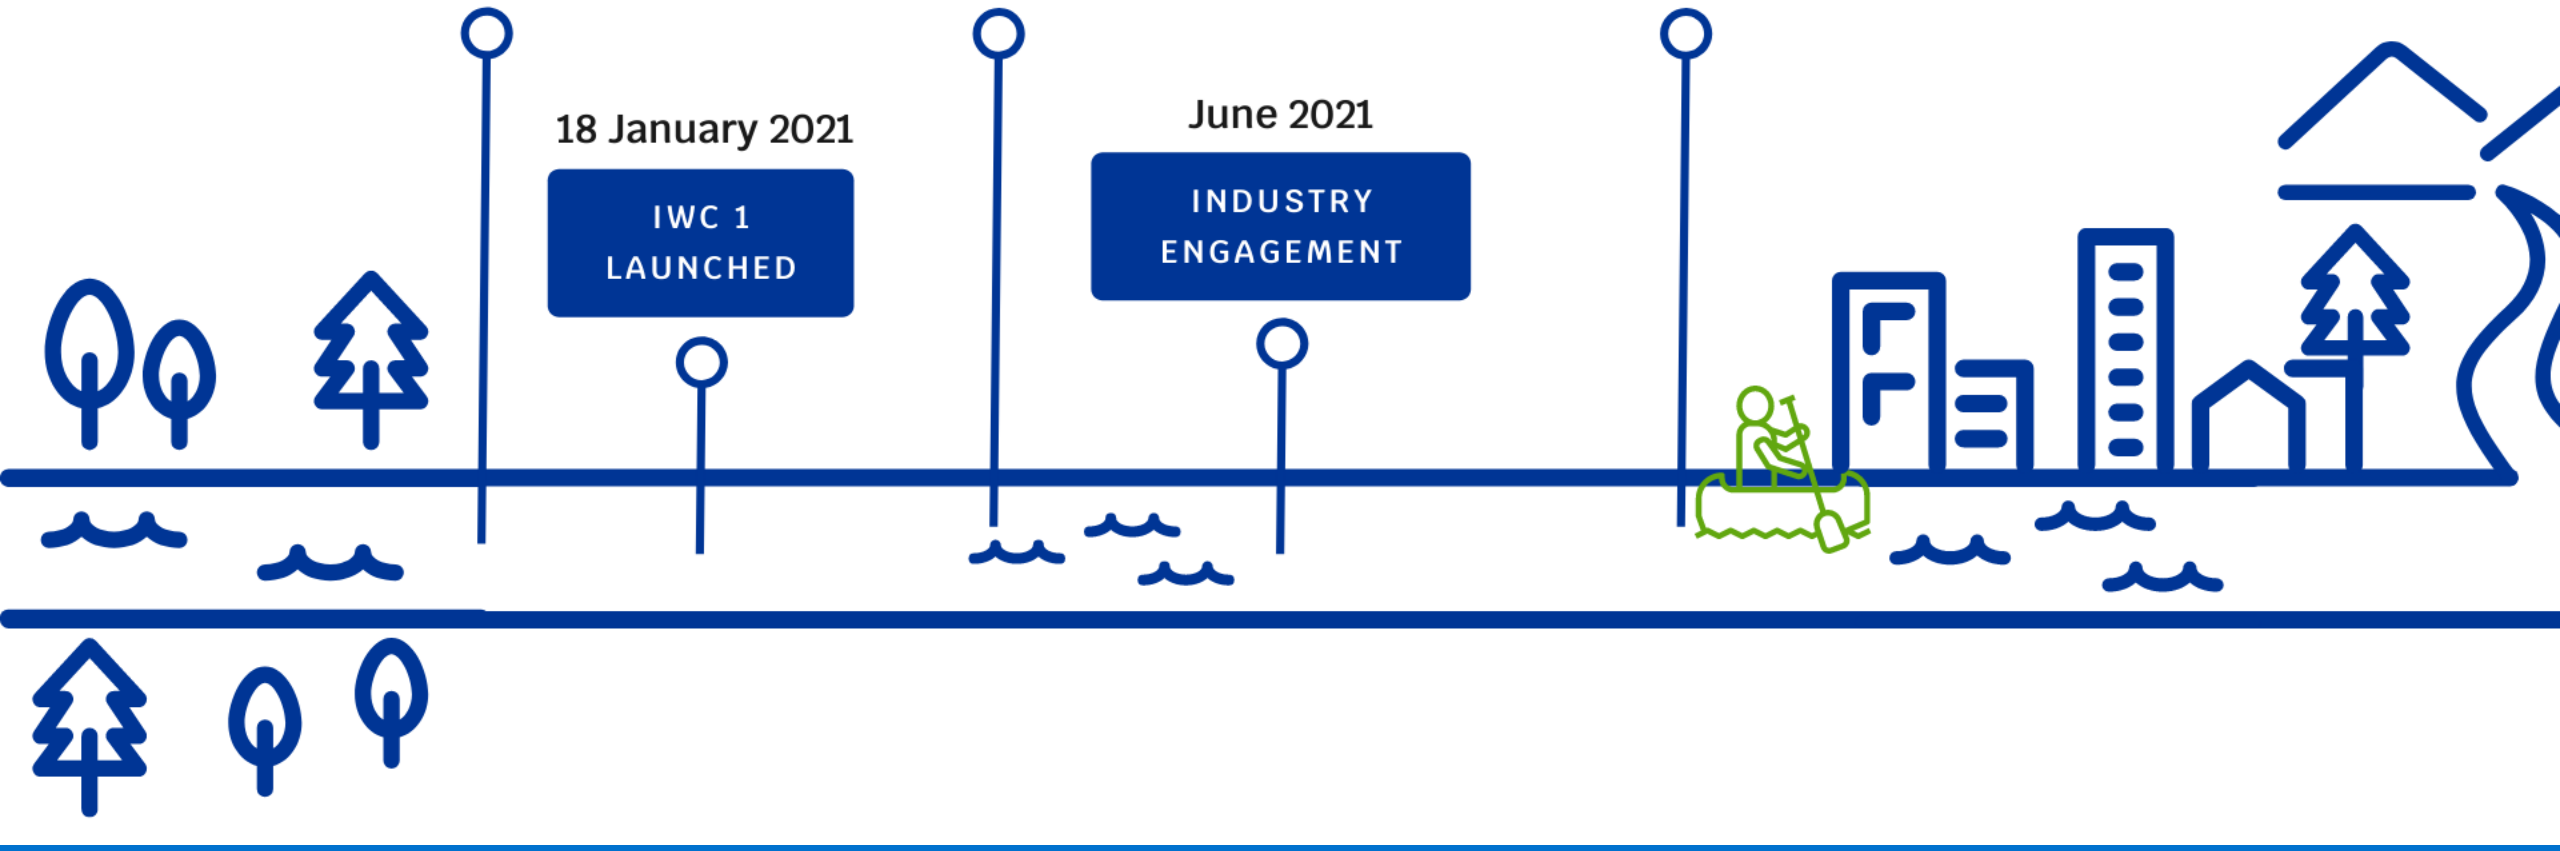 18 January 2021
IWC 1
LAUNCHED
June 2021
INDUSTRY
ENGAGEMENT